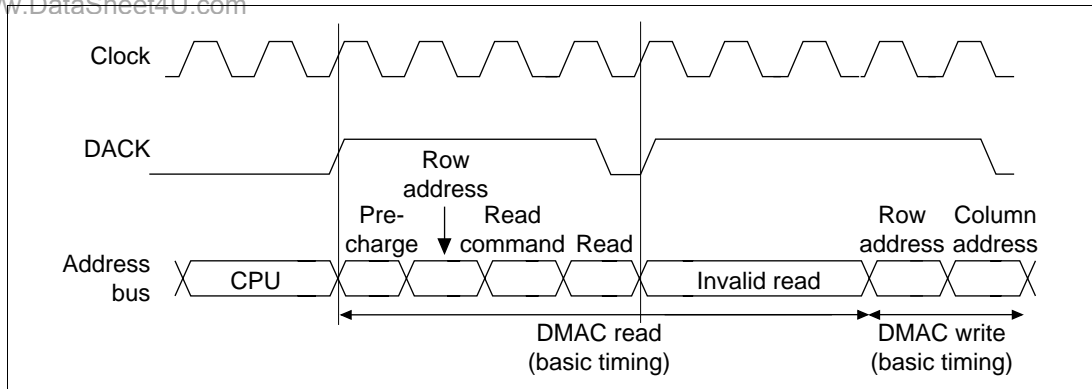 w.DataSheet4U.com
Clock
DACK
Row
address
Pre-
charge
Read
command
Read
Row
address
Column
address
Address
bus
CPU
Invalid read
DMAC read
(basic timing)
DMAC write
(basic timing)